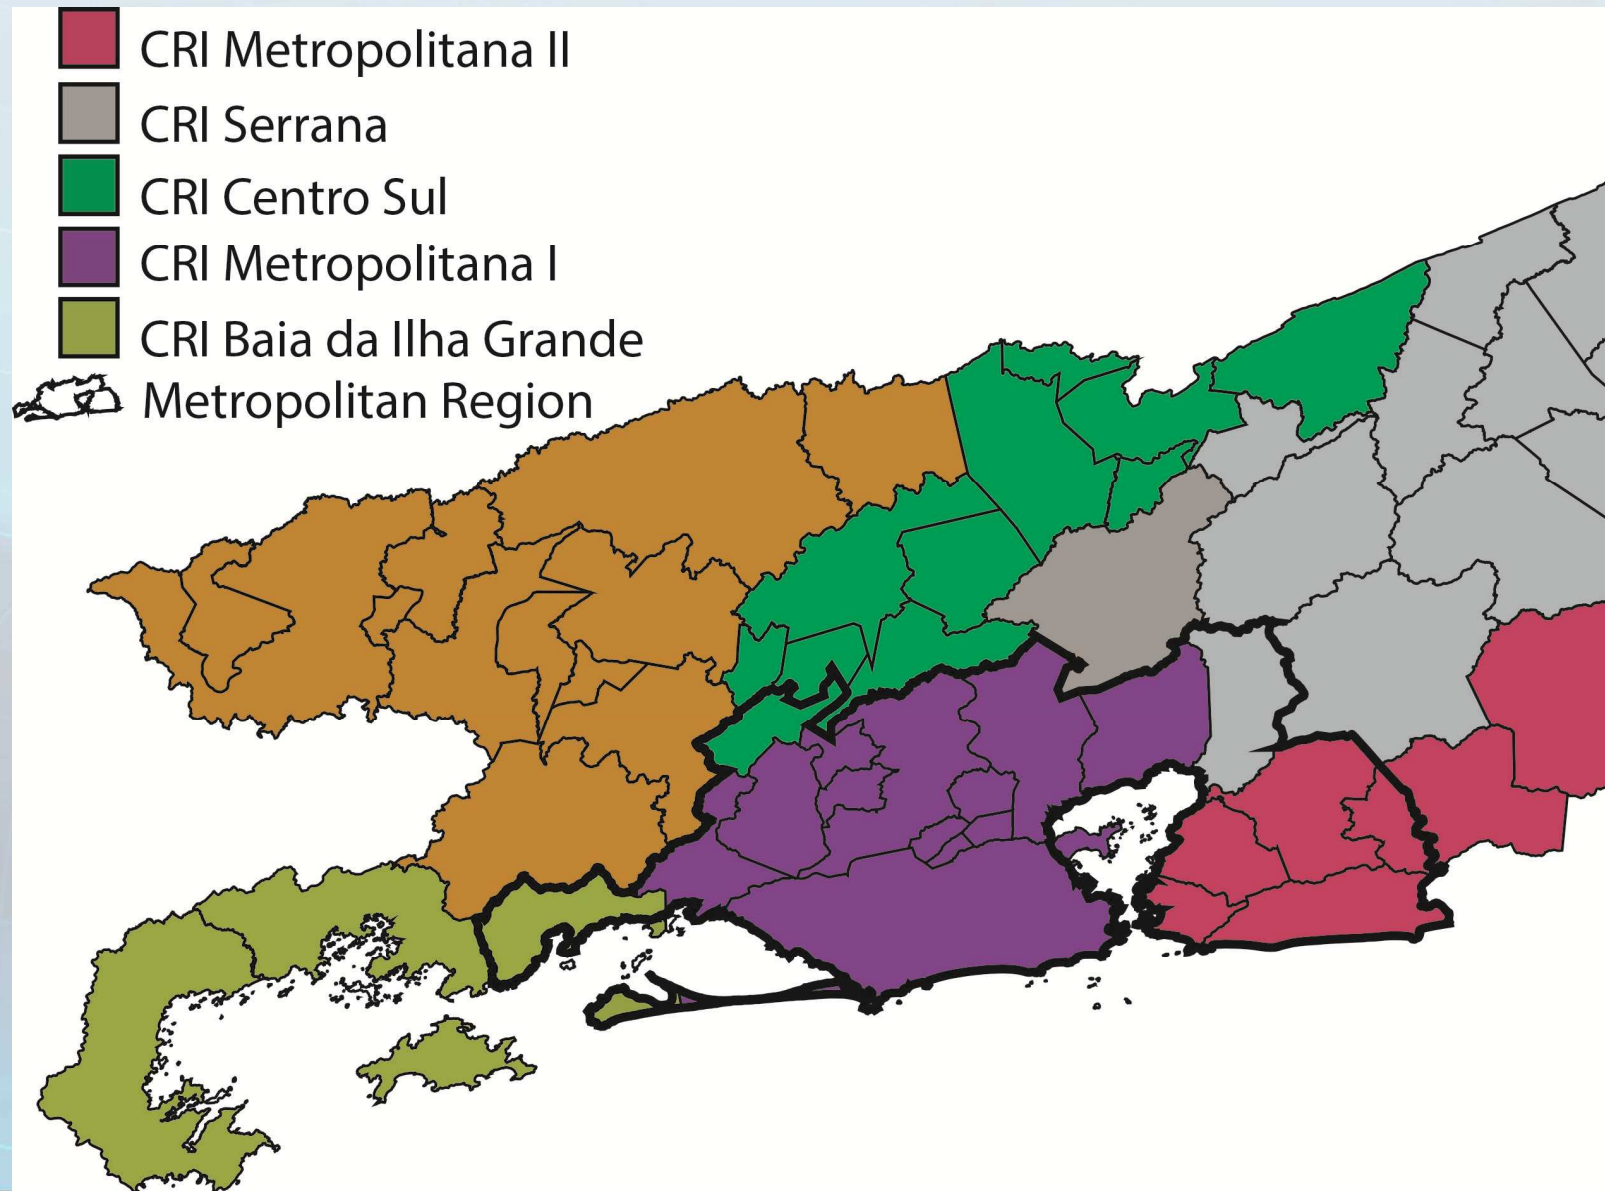 CRI Metropolitana II
CRI Serrana
CRI Centro Sul
CRI Metropolitana I
CRI Baia da Ilha Grande
Metropolitan Region